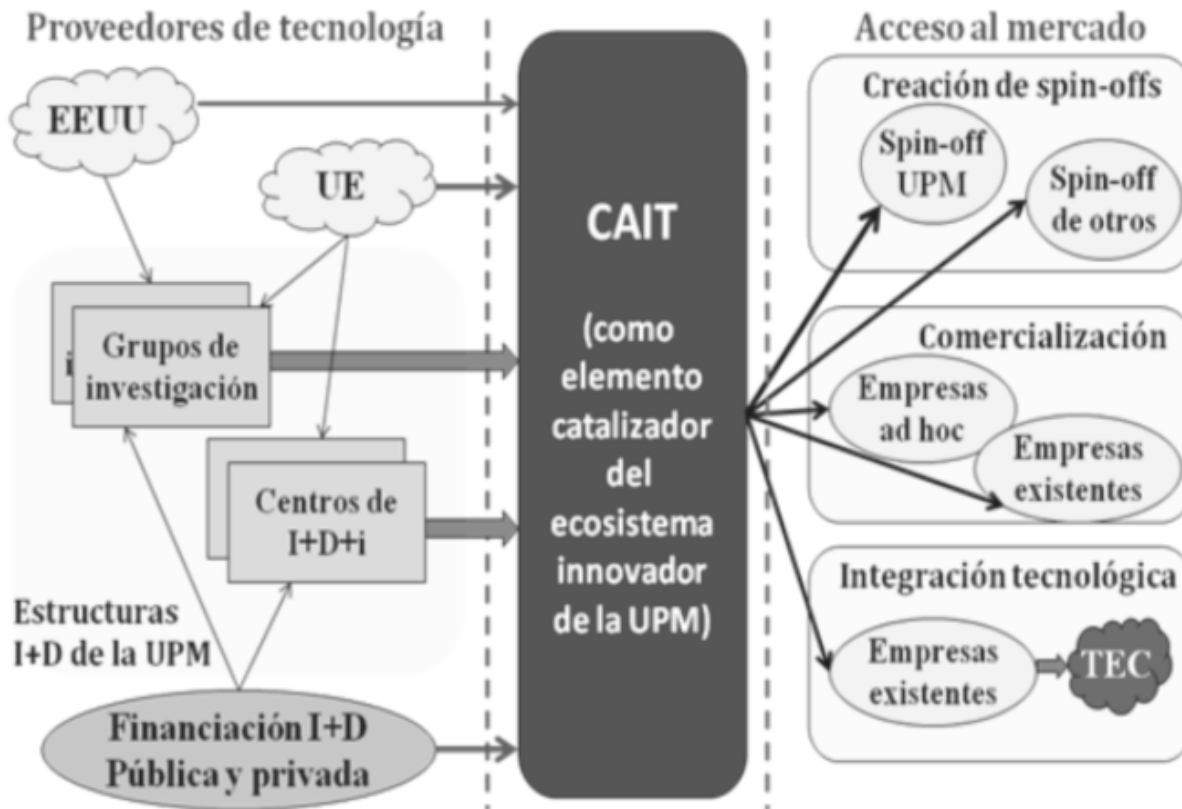 Proveedores de tecnología
EEUU
UE
Grupos de
investigación
i
Centros de
I+D+i
Estructuras
I+D de la UPM
Financiación I+D
Pública y privada
CAIT
(como
elemento
catalizador
del
ecosistema
innovador
de la UPM)
Acceso al mercado
Creación de spin-offs
Spin-off
UPM
Spin-off
de otros
Comercialización
Empresas
ad hoc
Empresas
existentes
Integración tecnológica
Empresas
existentes
TEC